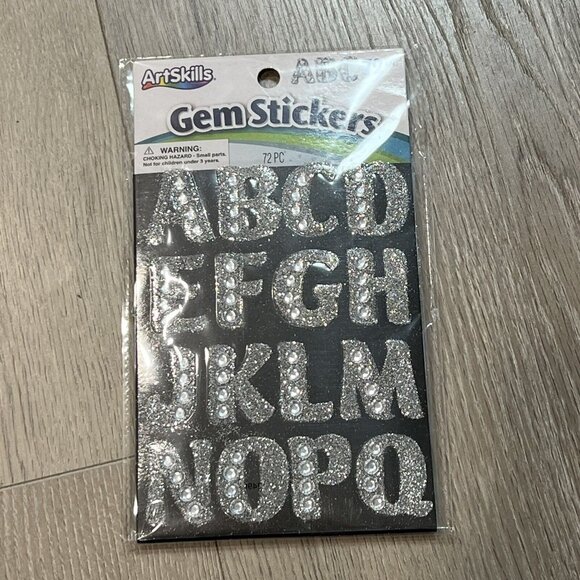 ArtSkills
ABC
Gem Stickers
WARNING:
CHOKING HAZARD - Small parts.
Not for children under 3 years.
72 PC
ABCD
EFGH
JKLM
NOPQ